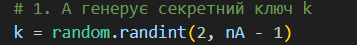 # 1. А генерує секретний ключ k
k = random.randint(2, nA - 1)